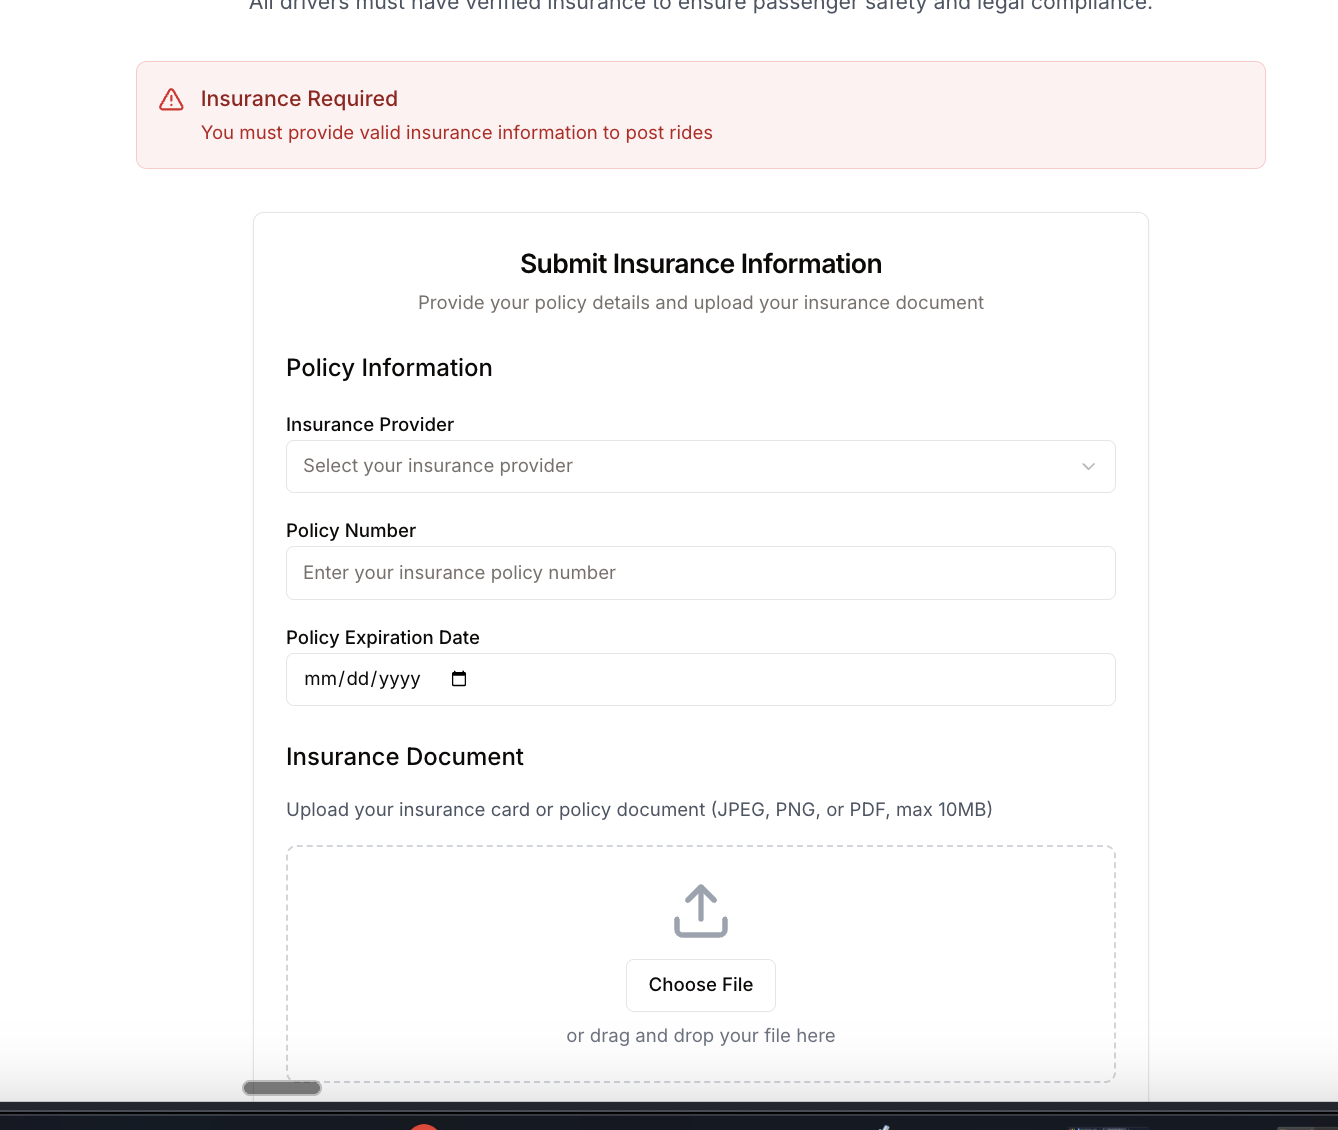 All drivers must have verified insurance to ensure passenger safety and legal compliance.
Insurance Required
You must provide valid insurance information to post rides
Submit Insurance Information
Provide your policy details and upload your insurance document
Policy Information
Insurance Provider
Select your insurance provider
Policy Number
Enter your insurance policy number
Policy Expiration Date
mm/dd/yyyy
Insurance Document
Upload your insurance card or policy document (JPEG, PNG, or PDF, max 10MB)
Choose File
or drag and drop your file here